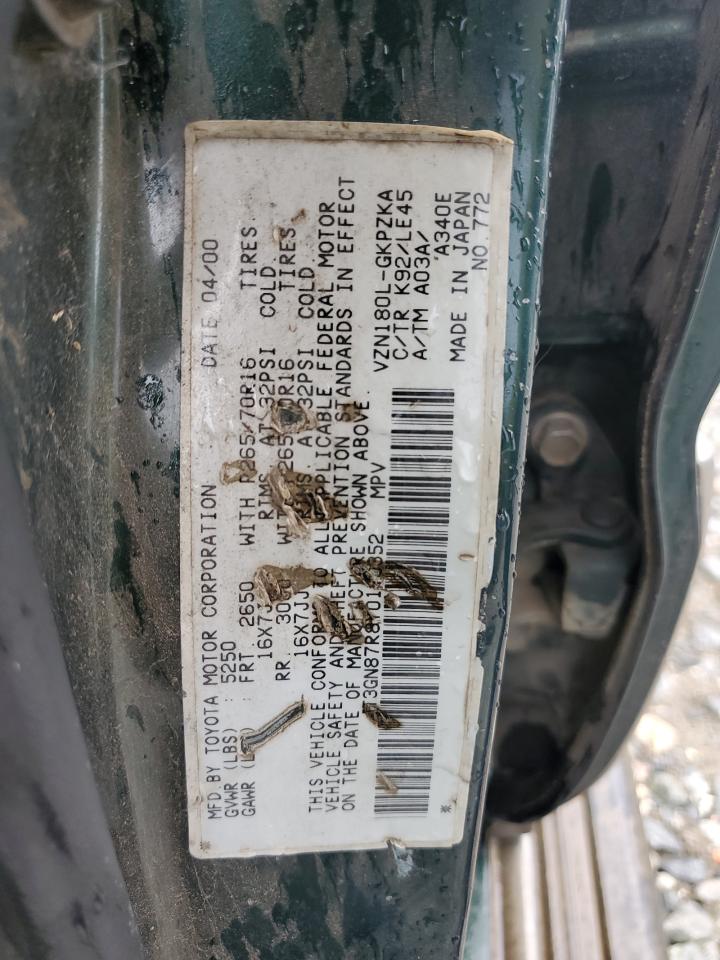 MFD. BY TOYOTA MOTOR CORPORATION DATE 04/00
GVWR (LBS) : 5250
GAWR FRT. 2650 WITH P265/70R16 TIRES
16X7JJ RIMS AT 32PSI COLD
RR. TIRES
16X7JJ AT 32PSI COLD
THIS VEHICLE CONFORMS TO ALL APPLICABLE FEDERAL MOTOR
VEHICLE SAFETY AND THEFT PREVENTION STANDARDS IN EFFECT
ON THE DATE OF MANUFACTURE SHOWN ABOVE.
MPV
VZN180L-GKPZKA
C/TR K92/LE45
A/TM A03A/
A340E
MADE IN JAPAN
NO. 772